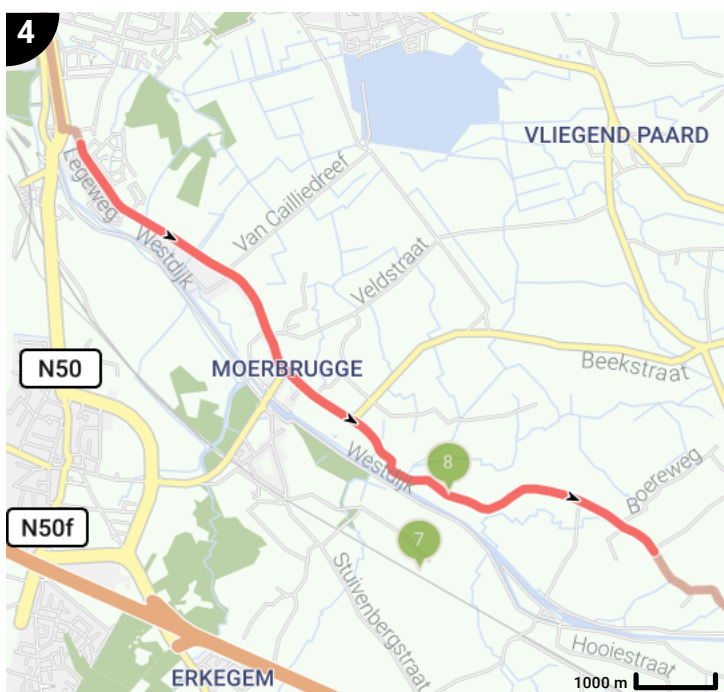 4
VLIEGEND PAARD
Legeweg
Van Cailliedreef
Westdijk
Veldstraat
N50
MOERBRUGGE
Beekstraat
Westdijk
8
Boereweg
N50f
7
Stuivenbergstraat
Hooiestraat
ERKEGEM
1000 m